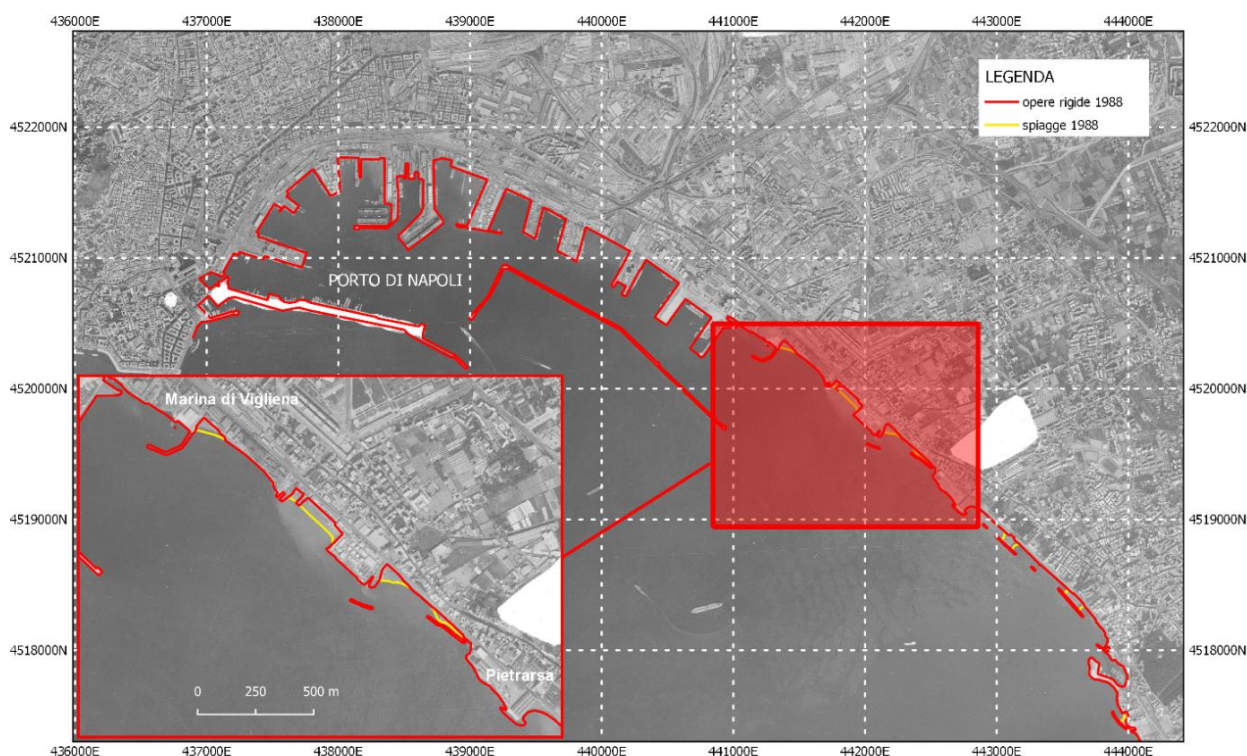 436000E 437000E 438000E 439000E 440000E 441000E 442000E 443000E 444000E
LEGENDA
opere rigide 1988
spiagge 1988
4522000N 4522000N
4521000N 4521000N
PORTO DI NAPOLI
4520000N 4520000N
Marina di Vigliena
4519000N 4519000N
4518000N 4518000N
Pietrarsa
0 250 500 m
436000E 437000E 438000E 439000E 440000E 441000E 442000E 443000E 444000E